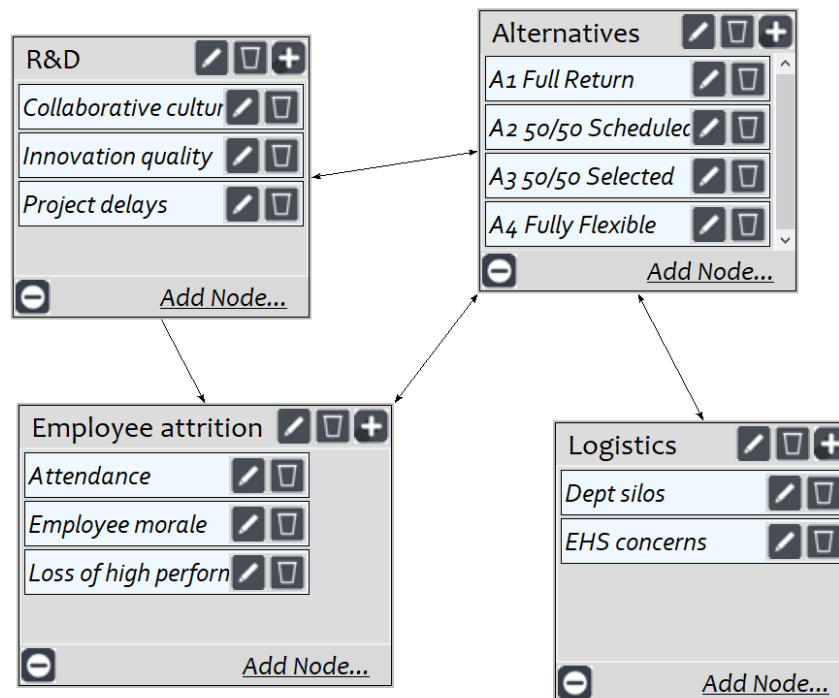 R&D
Collaborative cultur
Innovation quality
Project delays
Add Node...
Alternatives
A1 Full Return
A2 50/50 Scheduled
A3 50/50 Selected
A4 Fully Flexible
Add Node...
Employee attrition
Attendance
Employee morale
Loss of high perforn
Add Node...
Logistics
Dept silos
EHS concerns
Add Node...